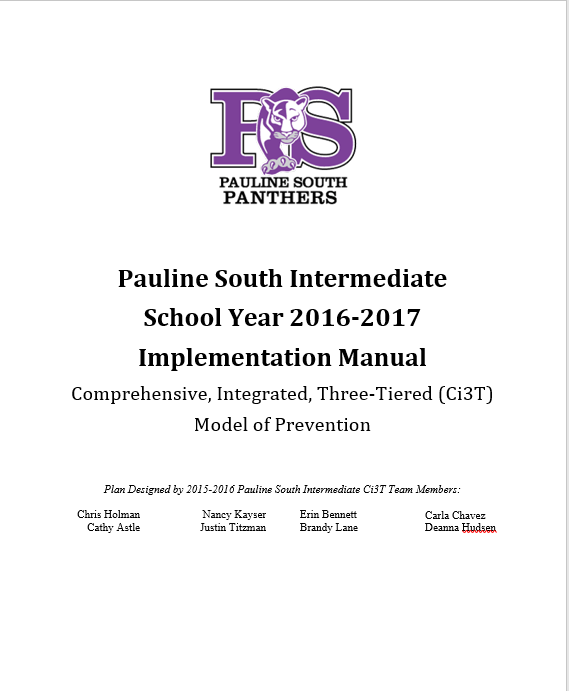 PS
PAULINE SOUTH
PANTHERS
Pauline South Intermediate
School Year 2016-2017
Implementation Manual
Comprehensive, Integrated, Three-Tiered (Ci3T)
Model of Prevention
Plan Designed by 2015-2016 Pauline South Intermediate Ci3T Team Members:
Chris Holman Nancy Kayser Erin Bennett Carla Chavez
Cathy Astle Justin Titzman Brandy Lane Deanna Hudsen